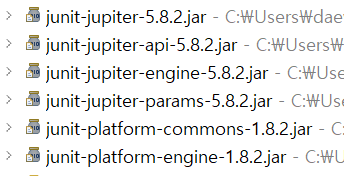 junit-jupiter-5.8.2.jar - C:₩Users₩dae
junit-jupiter-api-5.8.2.jar - C:₩Users₩
junit-jupiter-engine-5.8.2.jar - C:₩Us
junit-jupiter-params-5.8.2.jar - C:₩Us
junit-platform-commons-1.8.2.jar - C:
junit-platform-engine-1.8.2.jar - C:₩U